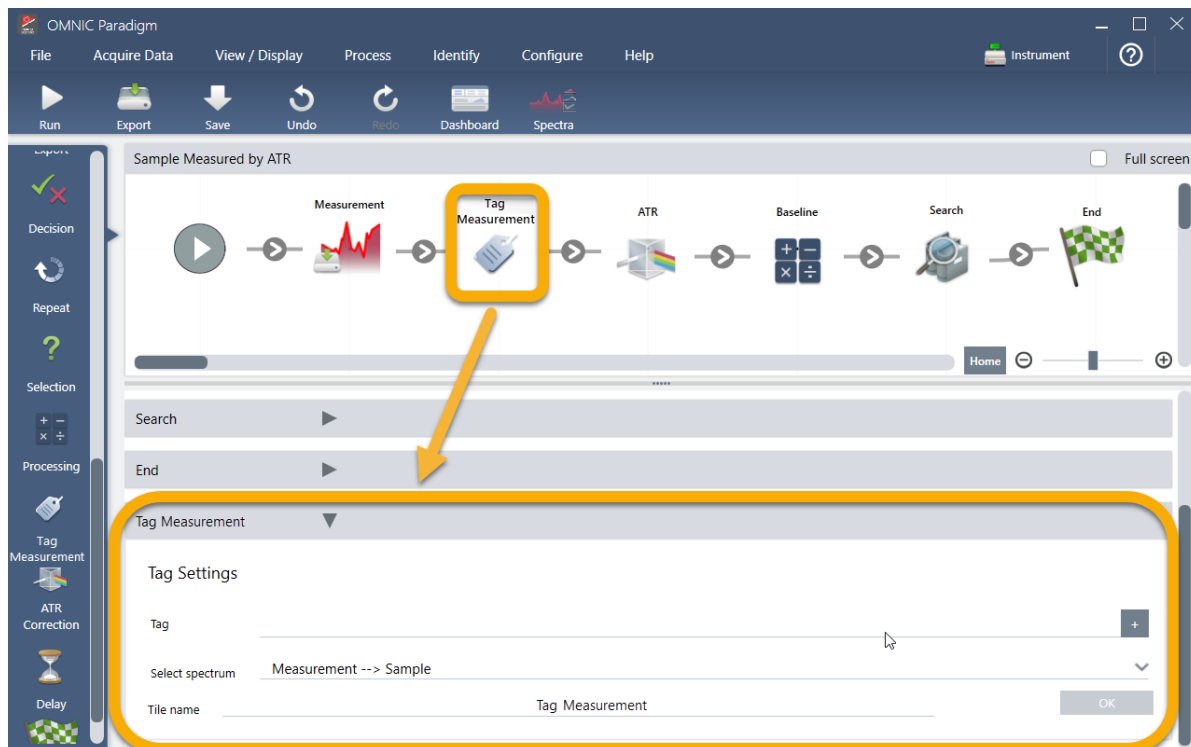 OMNIC Paradigm
File Acquire Data View / Display Process Identify Configure Help Instrument
Run Export Save Undo Redo Dashboard Spectra
Export
Decision
Repeat
Selection
Processing
Tag
Measurement
ATR
Correction
Delay
Sample Measured by ATR Full screen
Measurement
Tag
Measurement
ATR
Baseline
Search
End
Home
Search
End
Tag Measurement
Tag Settings
Tag +
Select spectrum Measurement --> Sample
Tile name Tag Measurement OK